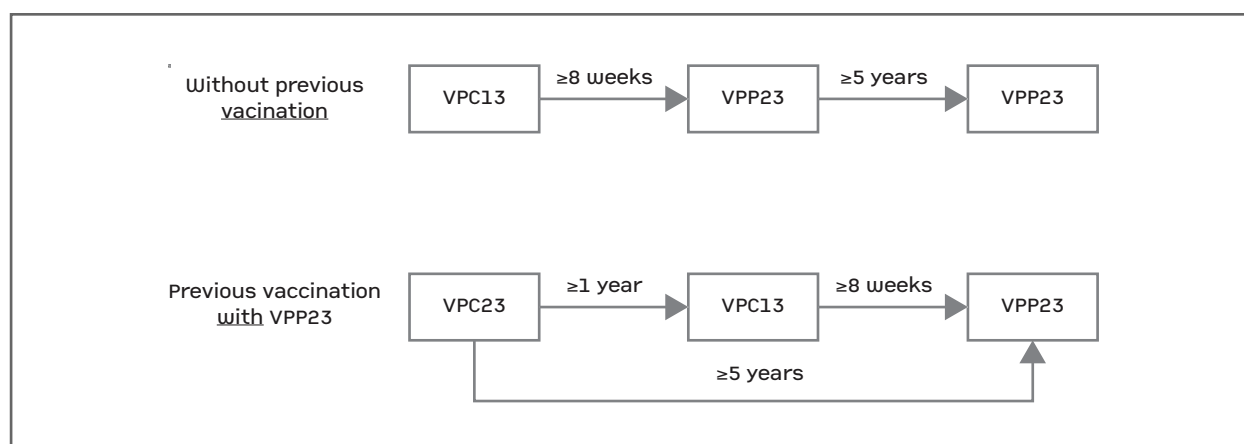 Without previous
vacination
VPC13
≥8 weeks
VPP23
≥5 years
VPP23
Previous vaccination
with VPP23
VPC23
≥1 year
VPC13
≥8 weeks
VPP23
≥5 years